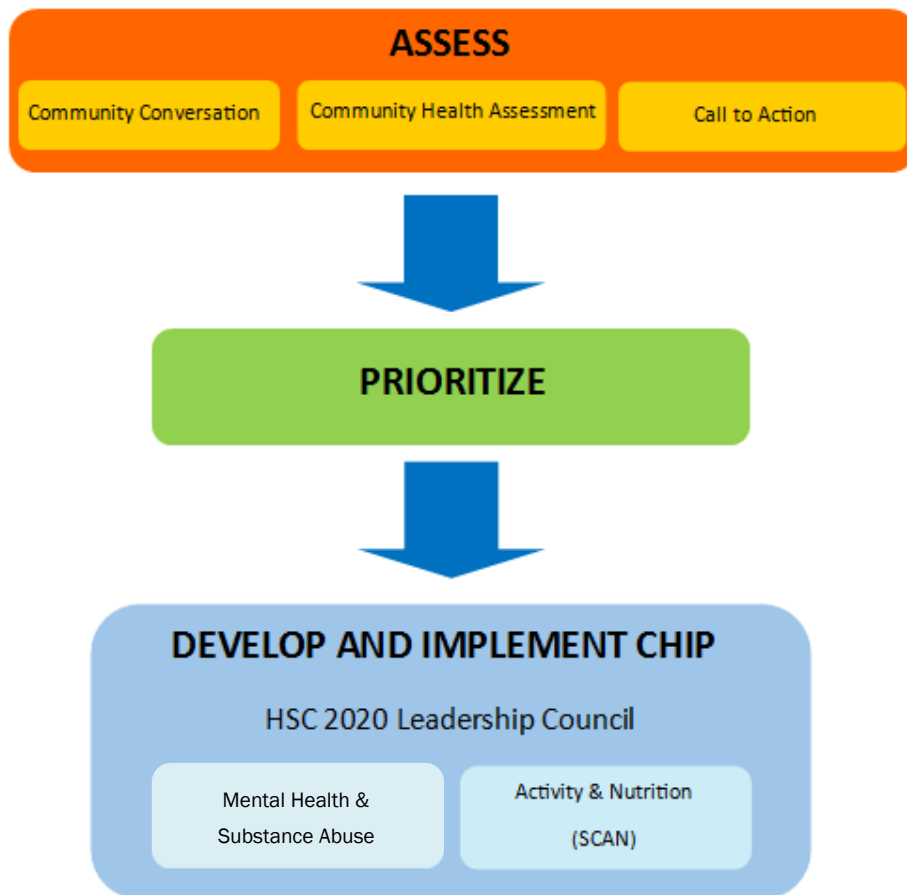 ASSESS
Community Conversation
Community Health Assessment
Call to Action
PRIORITIZE
DEVELOP AND IMPLEMENT CHIP
HSC 2020 Leadership Council
Mental Health &
Substance Abuse
Activity & Nutrition
(SCAN)